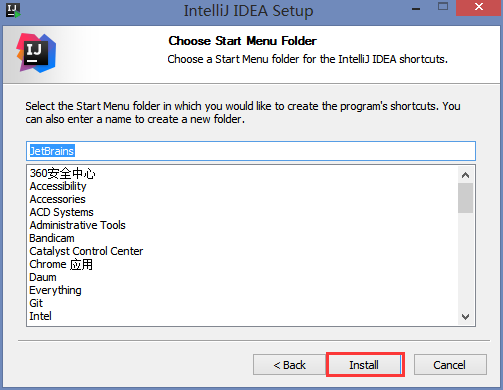 IntelliJ IDEA Setup
IJ
Choose Start Menu Folder
Choose a Start Menu folder for the IntelliJ IDEA shortcuts.
Select the Start Menu folder in which you would like to create the program's shortcuts. You
can also enter a name to create a new folder.
JetBrains
360安全中心
Accessibility
Accessories
ACD Systems
Administrative Tools
Bandicam
Catalyst Control Center
Chrome 应用
Daum
Everything
Git
Intel
< Back
Install
Cancel